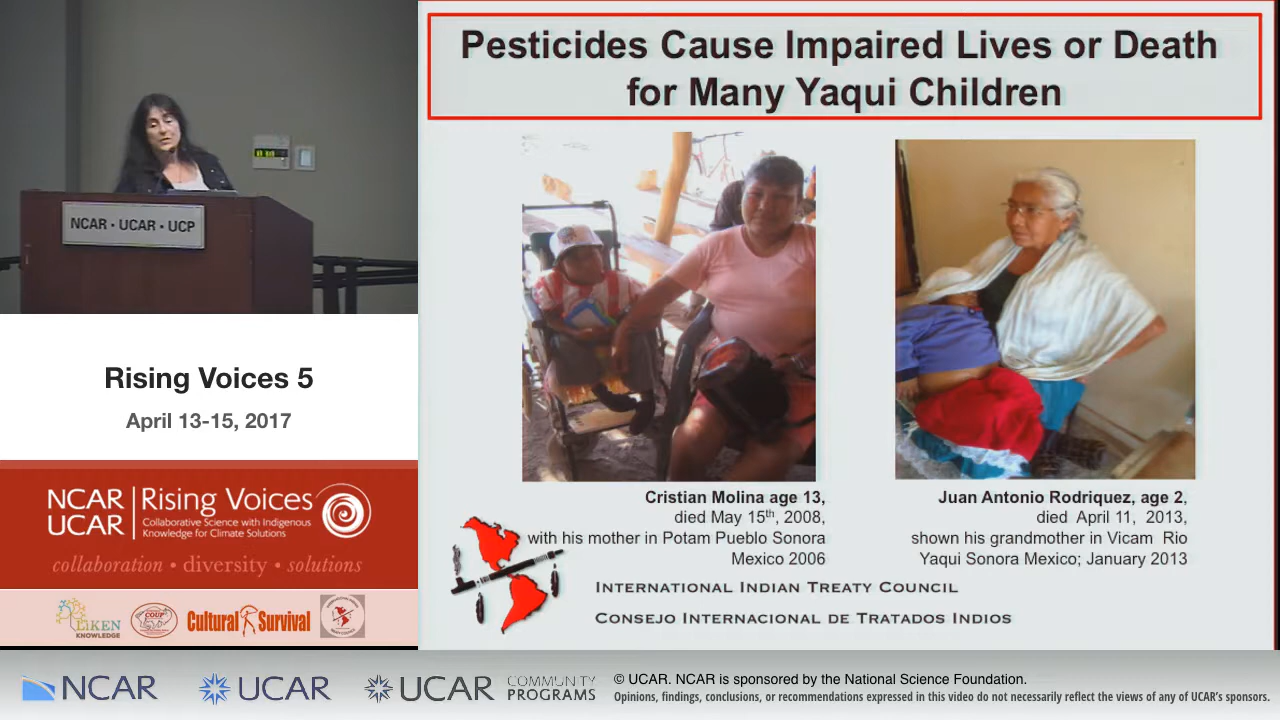 Pesticides Cause Impaired Lives or Death
for Many Yaqui Children
NCAR • UCAR • UCP
Rising Voices 5
April 13-15, 2017
NCAR
UCAR
Rising Voices
Collaborative Science with Indigenous
Knowledge for Climate Solutions
collaboration • diversity • solutions
LiKEN
KNOWLEDGE
COUP
Cultural Survival
Cristian Molina age 13,
died May 15th, 2008,
with his mother in Potam Pueblo Sonora
Mexico 2006
Juan Antonio Rodriquez, age 2,
died April 11, 2013,
shown his grandmother in Vicam Rio
Yaqui Sonora Mexico; January 2013
INTERNATIONAL INDIAN TREATY COUNCIL
CONSEJO INTERNACIONAL DE TRATADOS INDIOS
NCAR
UCAR
UCAR
COMMUNITY
PROGRAMS
© UCAR. NCAR is sponsored by the National Science Foundation.
Opinions, findings, conclusions, or recommendations expressed in this video do not necessarily reflect the views of any of UCAR's sponsors.